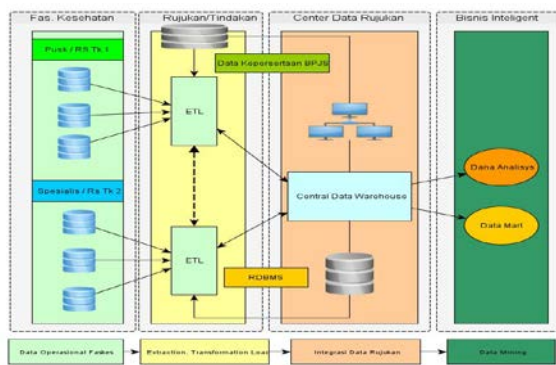 Fas. Kesehatan
Rujukan/Tindakan
Center Data Rujukan
Bisnis Inteligent
Pusk / RS Tk 1
Data Kepersertaan BPJS
ETL
Central Data Warehouse
Dana Analisys
Data Mart
Spesialis / Rs Tk 2
ETL
RDBMS
Data Operasional Faskes
Extraction, Transformation Load
Integrasi Data Rujukan
Data Mining